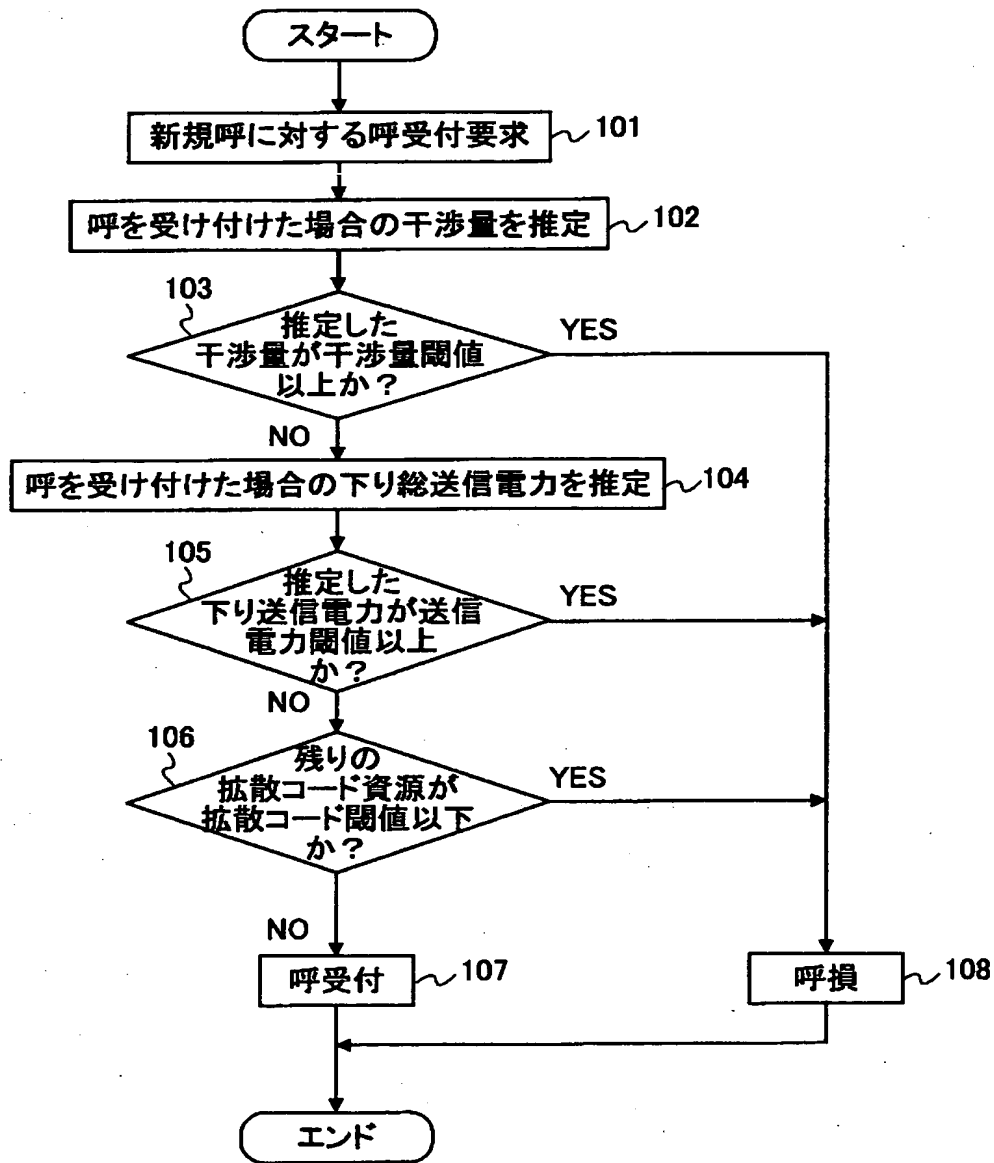 スタート
新規呼に対する呼受付要求
101
呼を受け付けた場合の干渉量を推定
102
103
推定した
干渉量が干渉量閾値
以上か？
YES
NO
呼を受け付けた場合の下り総送信電力を推定
104
105
推定した
下り送信電力が送信
電力閾値以上
か？
YES
NO
106
残りの
拡散コード資源が
拡散コード閾値以下
か？
YES
NO
呼受付
107
呼損
108
エンド